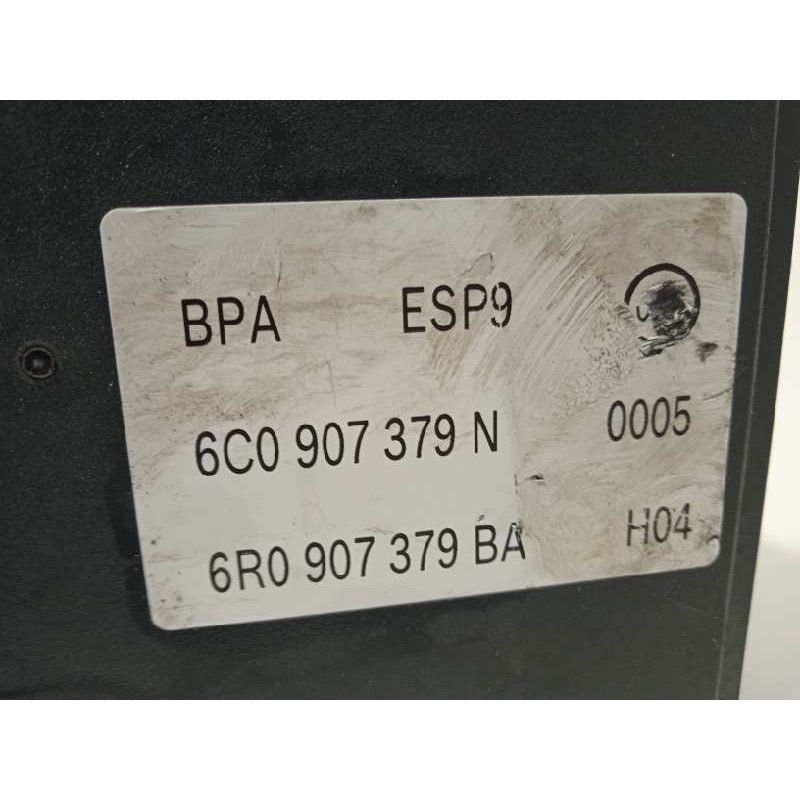 BPA ESP9
6C0 907 379 N 0005
6R0 907 379 BA H04